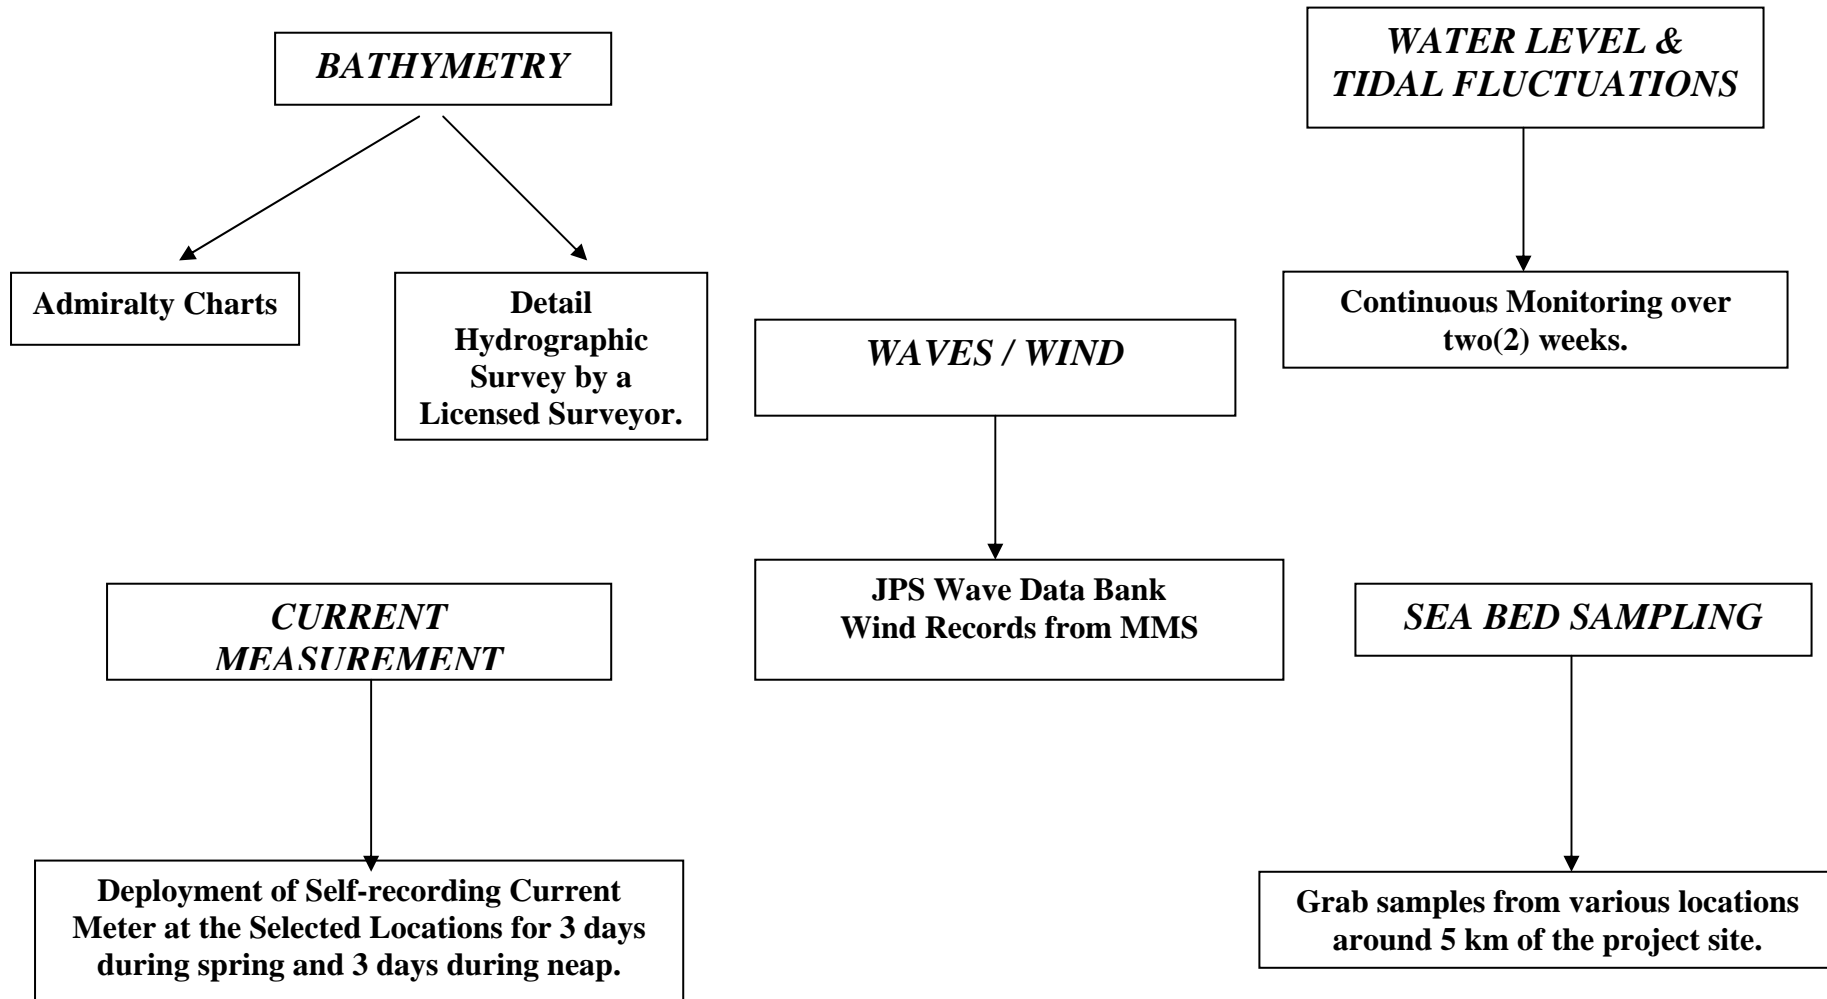 BATHYMETRY
Admiralty Charts
Detail
Hydrographic
Survey by a
Licensed Surveyor.
WATER LEVEL &
TIDAL FLUCTUATIONS
Continuous Monitoring over
two(2) weeks.
WAVES / WIND
JPS Wave Data Bank
Wind Records from MMS
CURRENT
MEASUREMENT
Deployment of Self-recording Current
Meter at the Selected Locations for 3 days
during spring and 3 days during neap.
SEA BED SAMPLING
Grab samples from various locations
around 5 km of the project site.